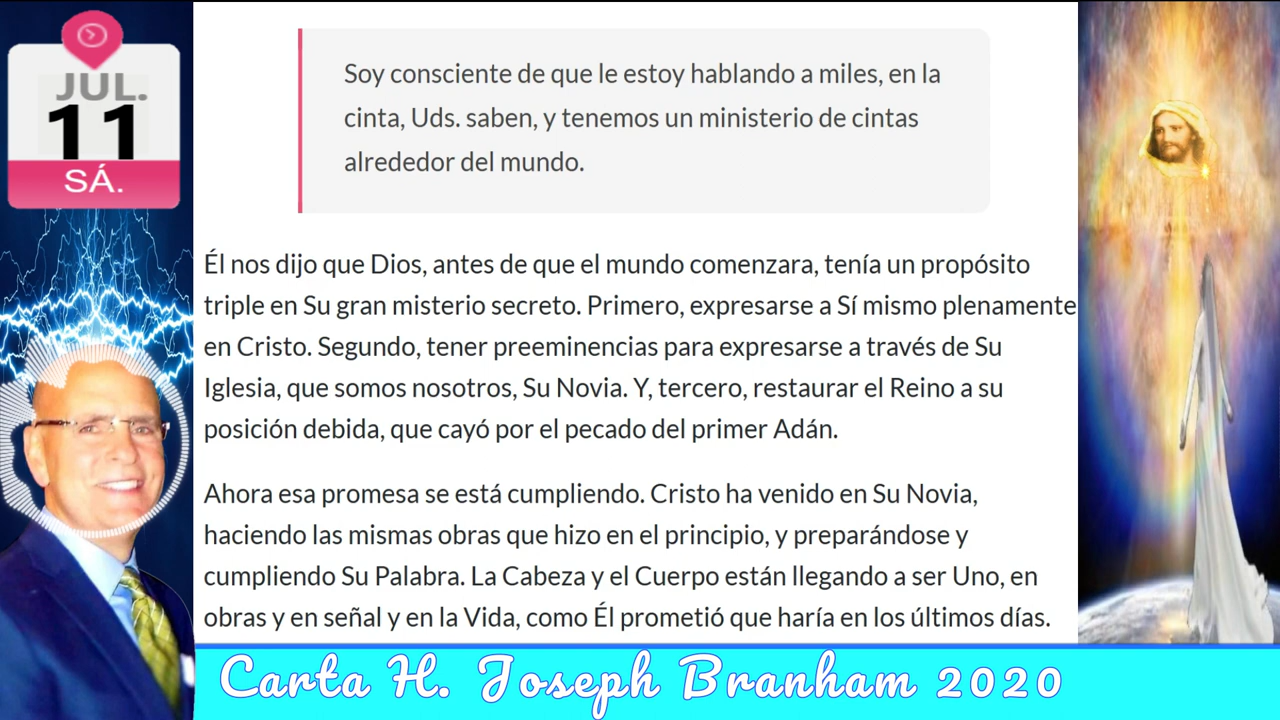 JUL.
11
SÁ.
Soy consciente de que le estoy hablando a miles, en la
cinta, Uds. saben, y tenemos un ministerio de cintas
alrededor del mundo.
Él nos dijo que Dios, antes de que el mundo comenzara, tenía un propósito
triple en Su gran misterio secreto. Primero, expresarse a Sí mismo plenamente
en Cristo. Segundo, tener preeminencias para expresarse a través de Su
Iglesia, que somos nosotros, Su Novia. Y, tercero, restaurar el Reino a su
posición debida, que cayó por el pecado del primer Adán.
Ahora esa promesa se está cumpliendo. Cristo ha venido en Su Novia,
haciendo las mismas obras que hizo en el principio, y preparándose y
cumpliendo Su Palabra. La Cabeza y el Cuerpo están llegando a ser Uno, en
obras y en señal y en la Vida, como Él prometió que haría en los últimos días.
Carta H. Joseph Branham 2020